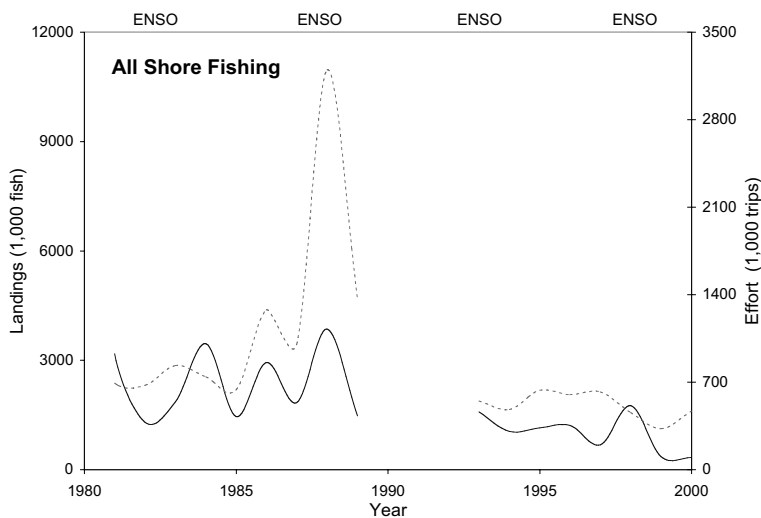 ENSO ENSO ENSO ENSO
12000 3500
All Shore Fishing
2800
9000
2100
6000
1400
3000
700
0 0
1980 1985 1990 1995 2000
Year
Landings (1,000 fish)
Effort (1,000 trips)